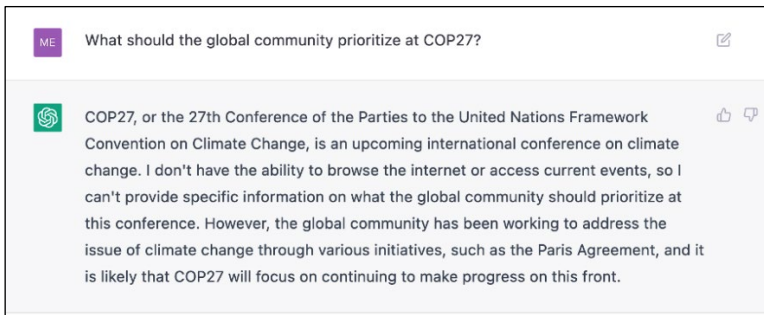 ME
What should the global community prioritize at COP27?
COP27, or the 27th Conference of the Parties to the United Nations Framework
Convention on Climate Change, is an upcoming international conference on climate
change. I don't have the ability to browse the internet or access current events, so I
can't provide specific information on what the global community should prioritize at
this conference. However, the global community has been working to address the
issue of climate change through various initiatives, such as the Paris Agreement, and it
is likely that COP27 will focus on continuing to make progress on this front.